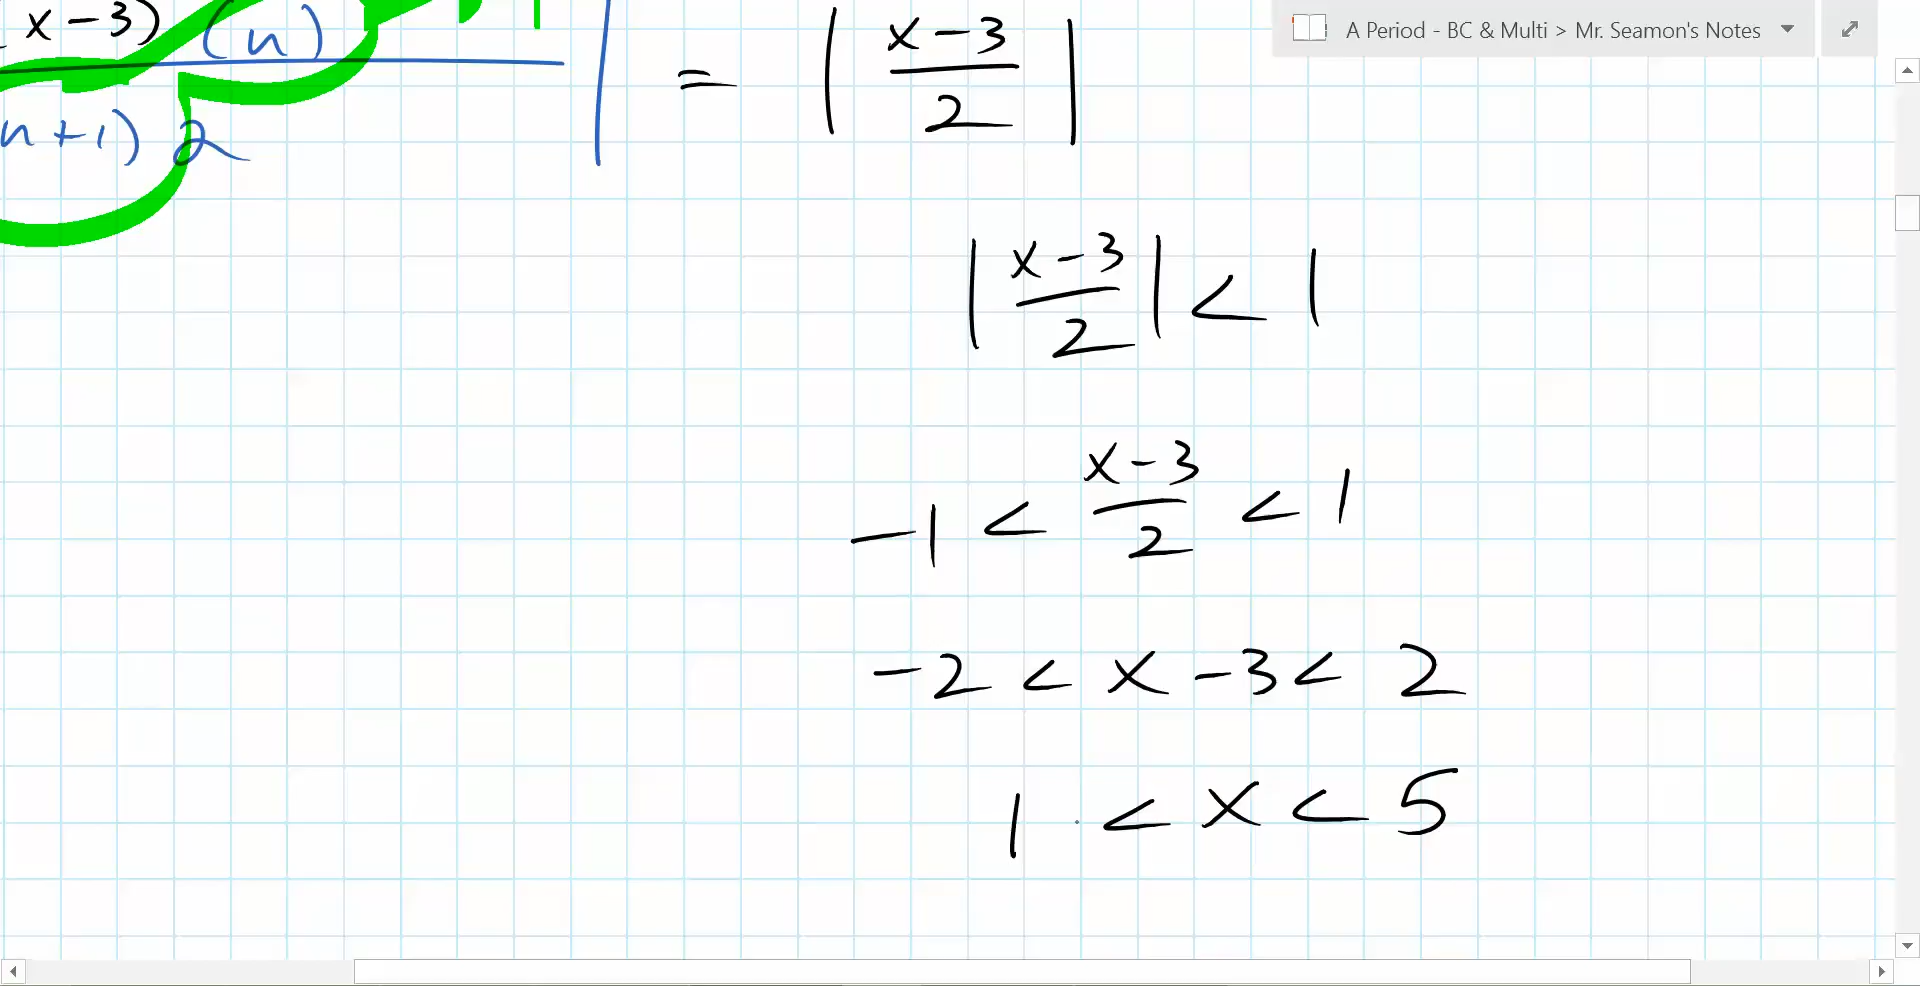 A Period - BC & Multi > Mr. Seamon's Notes
x-3) (n)
n+1) 2
= |x-3/2|
|x-3/2| < 1
-1 < x-3/2 < 1
-2 < x-3 < 2
1 < x < 5